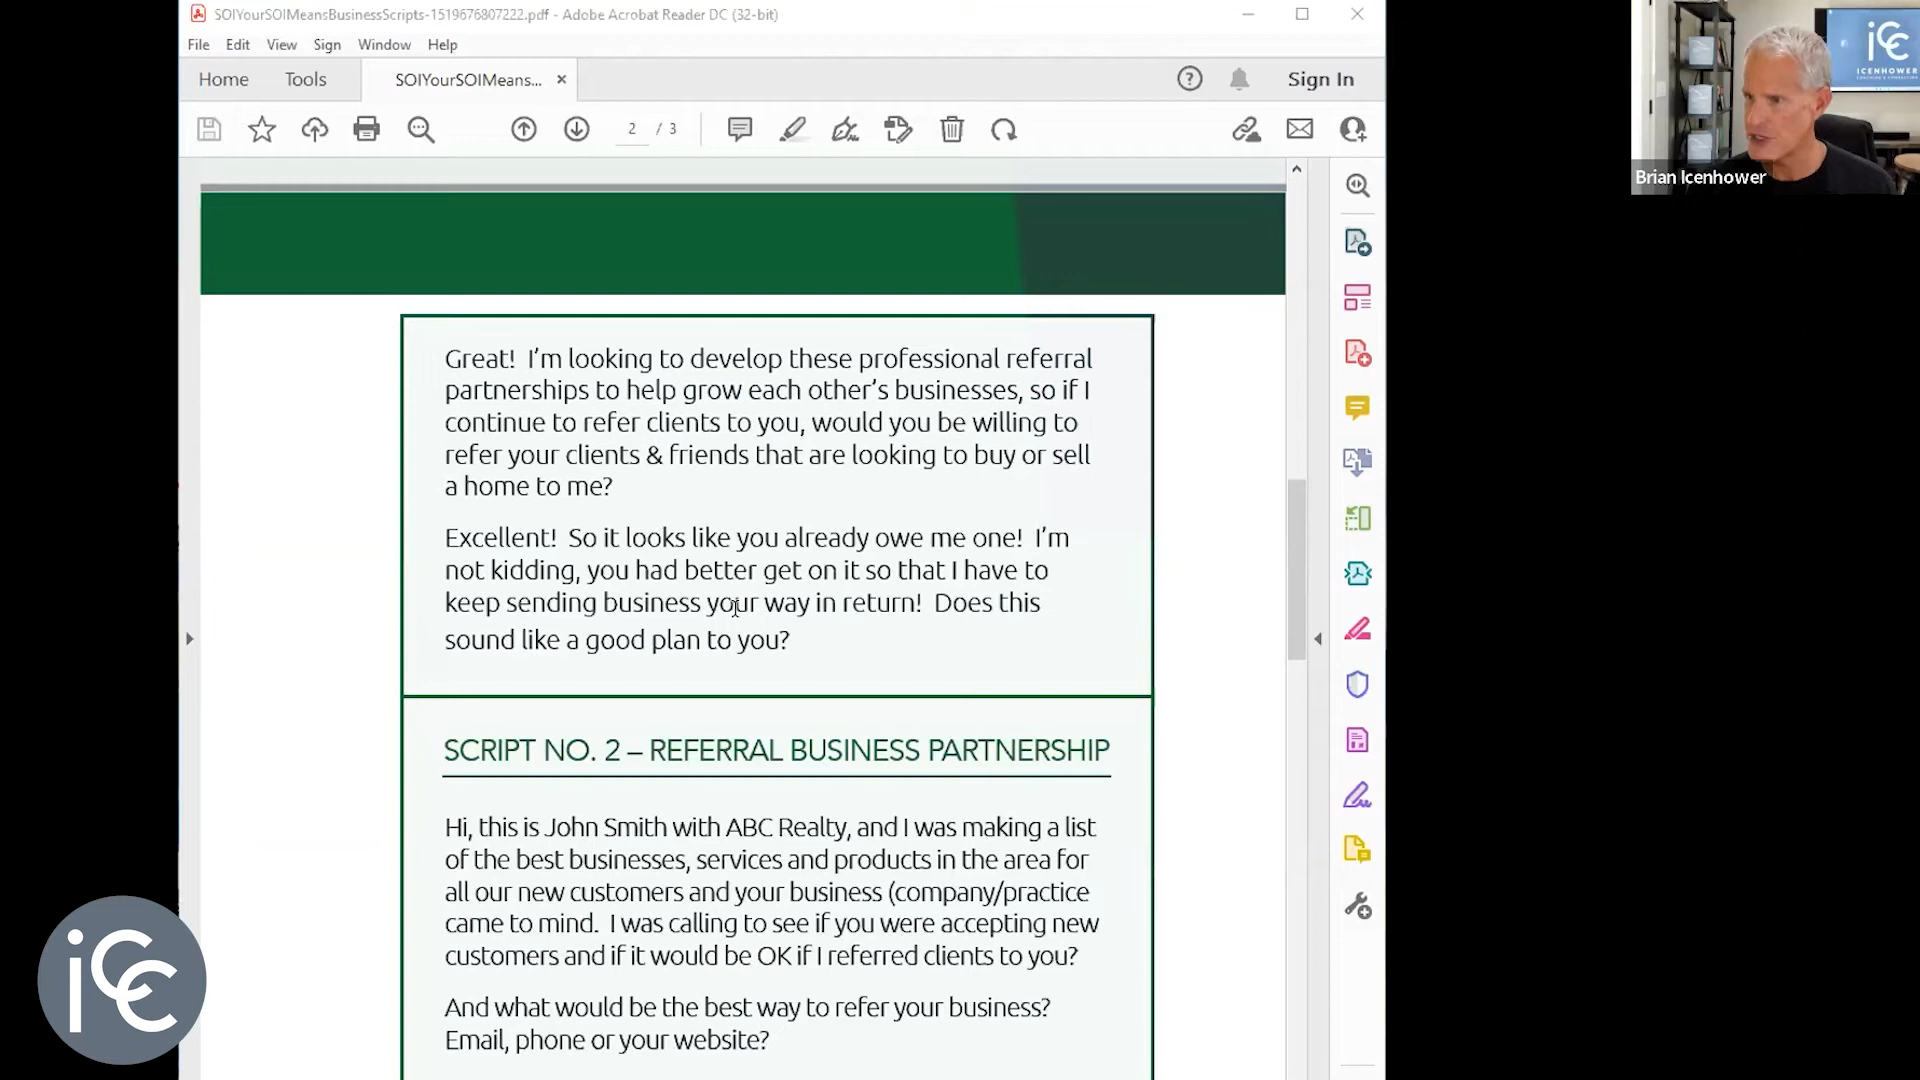 SOIYourSOIMeansBusinessScripts-1519676807222.pdf - Adobe Acrobat Reader DC (32-bit)
File Edit View Sign Window Help
Home Tools SOIYourSOIMeans... × Sign In
2 / 3
Great! I'm looking to develop these professional referral
partnerships to help grow each other's businesses, so if I
continue to refer clients to you, would you be willing to
refer your clients & friends that are looking to buy or sell
a home to me?
Excellent! So it looks like you already owe me one! I'm
not kidding, you had better get on it so that I have to
keep sending business your way in return! Does this
sound like a good plan to you?
SCRIPT NO. 2 – REFERRAL BUSINESS PARTNERSHIP
Hi, this is John Smith with ABC Realty, and I was making a list
of the best businesses, services and products in the area for
all our new customers and your business (company/practice
came to mind. I was calling to see if you were accepting new
customers and if it would be OK if I referred clients to you?
And what would be the best way to refer your business?
Email, phone or your website?
icc
ICENHOWER
Brian Icenhower
icc